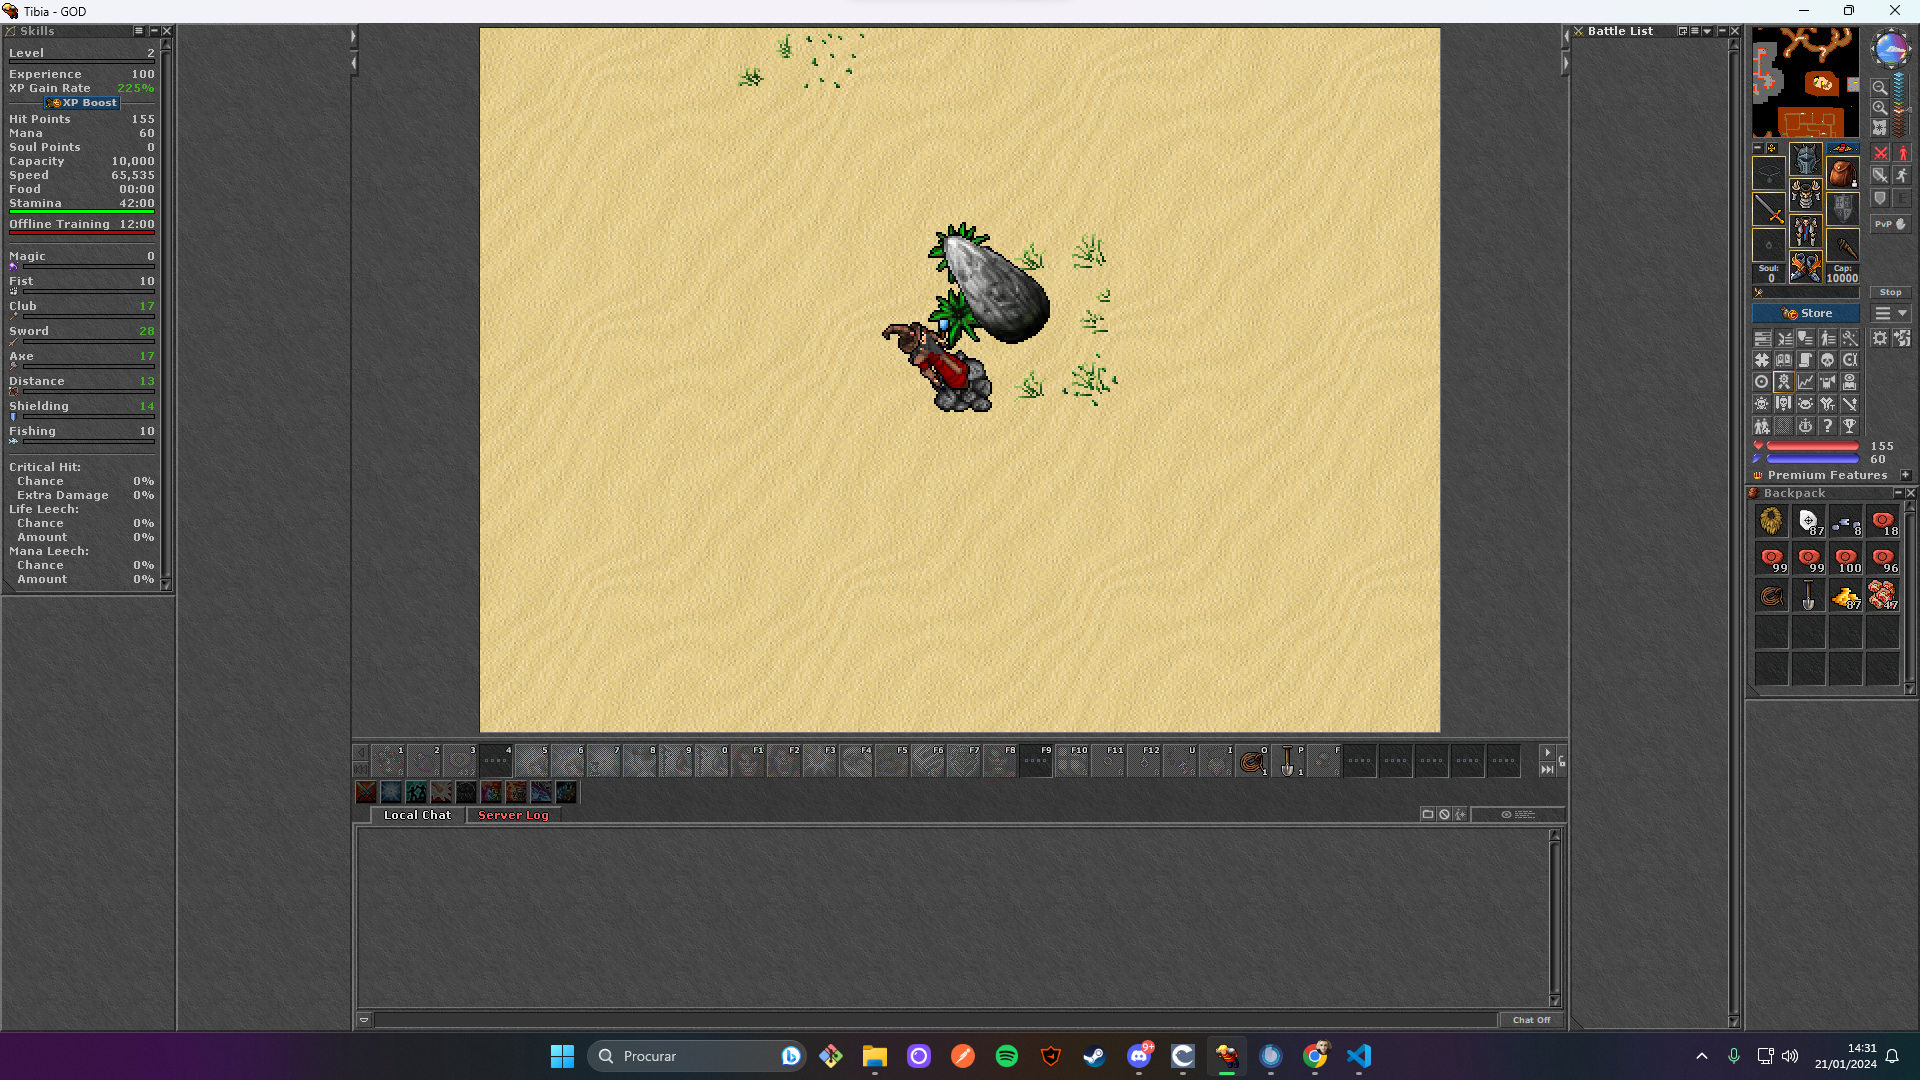 Tibia - GOD
Skills
Level 2
Experience 100
XP Gain Rate 225%
XP Boost
Hit Points 155
Mana 60
Soul Points 0
Capacity 10,000
Speed 65,535
Food 00:00
Stamina 42:00
Offline Training 12:00
Magic 0
Fist 10
Club 17
Sword 28
Axe 17
Distance 13
Shielding 14
Fishing 10
Critical Hit:
Chance 0%
Extra Damage 0%
Life Leech:
Chance 0%
Amount 0%
Mana Leech:
Chance 0%
Amount 0%
1 2 3 4 5 6 7 8 9 0 F1 F2 F3 F4 F5 F6 F7 F8 F9 F10 F11 F12 U I O P F
1 1
Local Chat Server Log
Chat Off
Battle List
PvP
Soul: 0
Cap: 10000
Stop
Store
155
60
Premium Features
Backpack
87 8 18
99 99 100 96
87 47
Procurar
9+
14:31
21/01/2024